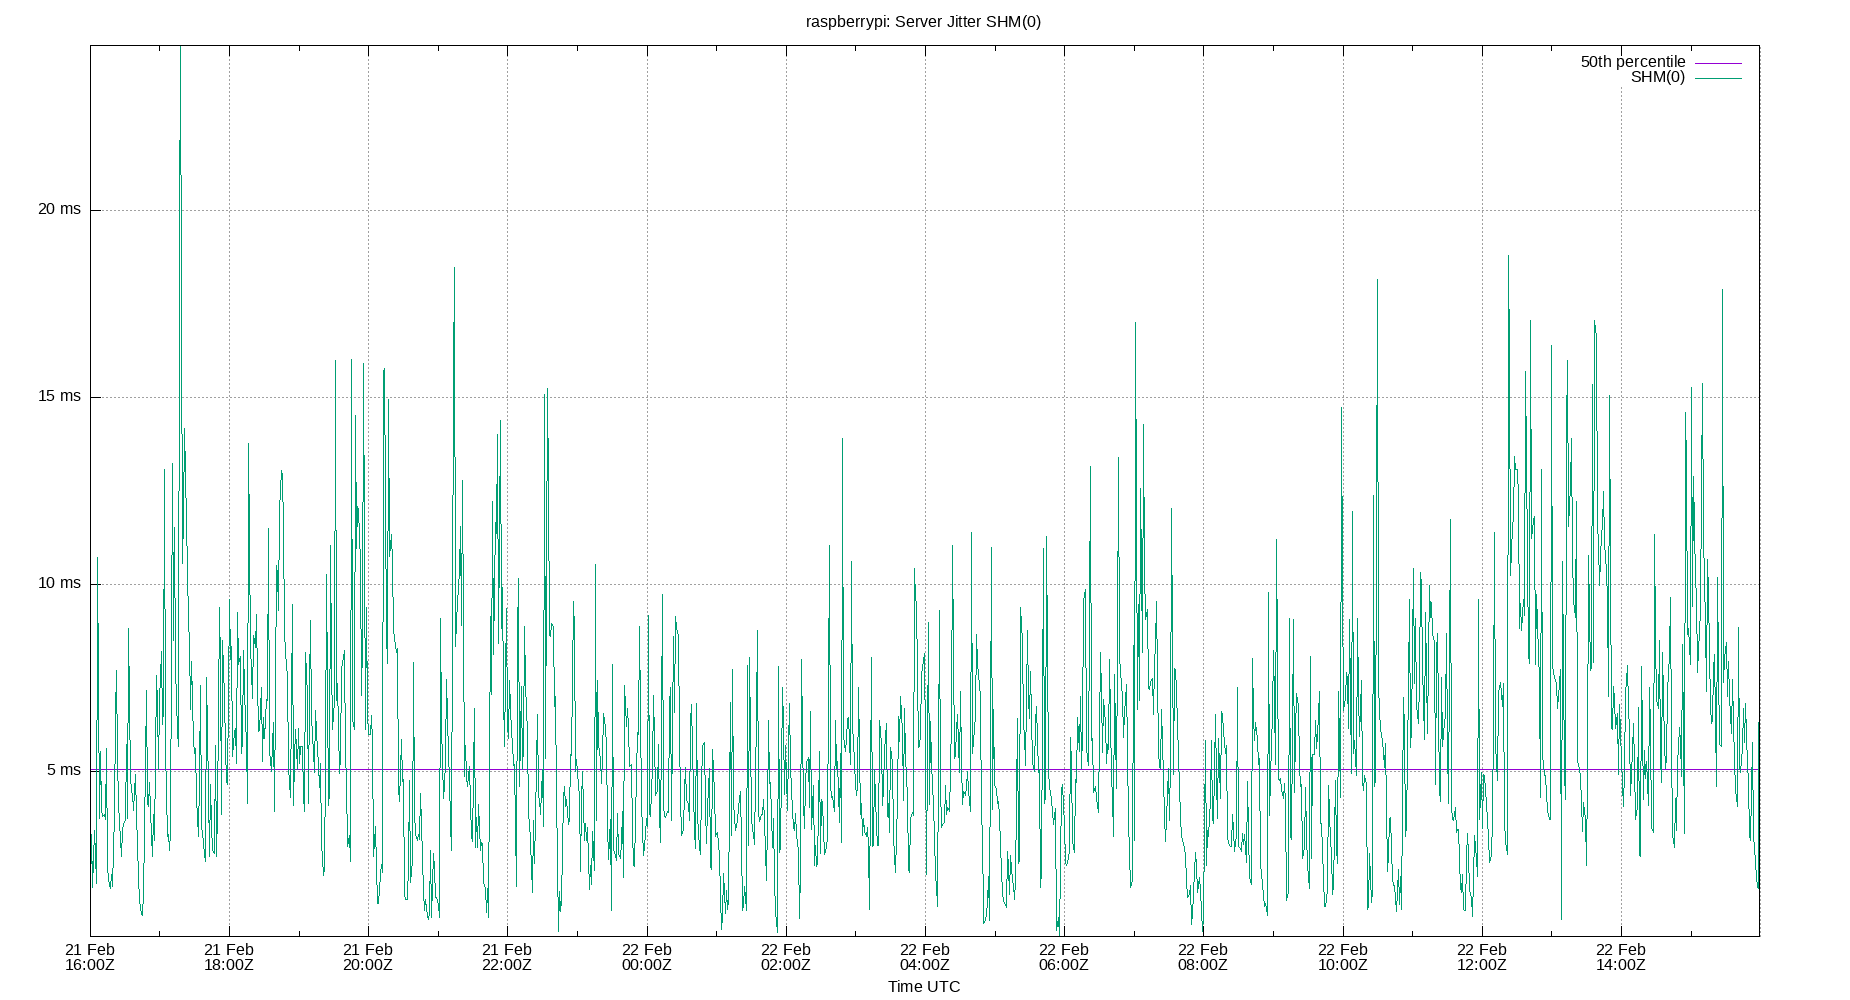 raspberrypi: Server Jitter SHM(0)
50th percentile
SHM(0)
20 ms
15 ms
10 ms
5 ms
21 Feb 21 Feb 21 Feb 21 Feb 22 Feb 22 Feb 22 Feb 22 Feb 22 Feb 22 Feb 22 Feb 22 Feb
16:00Z 18:00Z 20:00Z 22:00Z 00:00Z 02:00Z 04:00Z 06:00Z 08:00Z 10:00Z 12:00Z 14:00Z
Time UTC